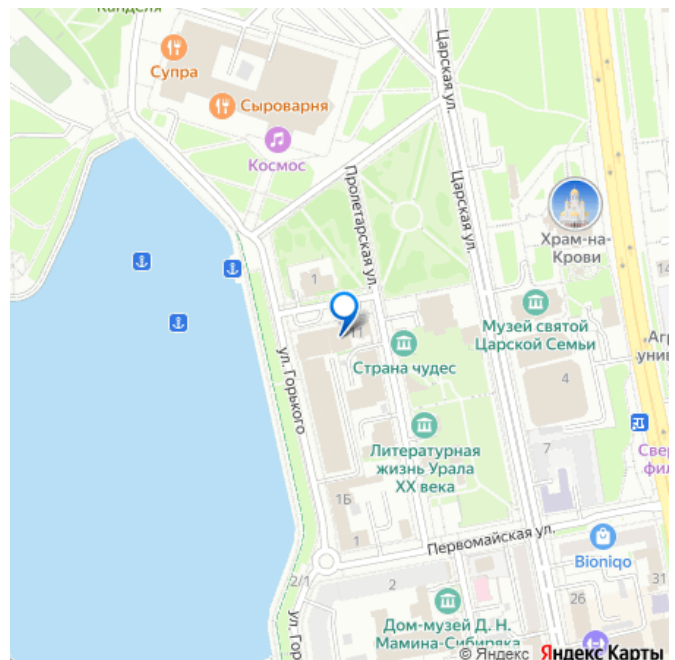 Супра
Сыроварня
Космос
Царская ул.
Пролетарская ул.
Царская ул.
Храм-на-
Крови
14
1
11
Музей святой
Царской Семьи
Страна чудес
ул. Горького
4
Литературная
жизнь Урала
XX века
7
1Б
1
Первомайская ул.
Bioniqo
2/1
2
31
26
Дом-музей Д. Н.
Мамина-Сибиряка
© Яндекс Яндекс Карты